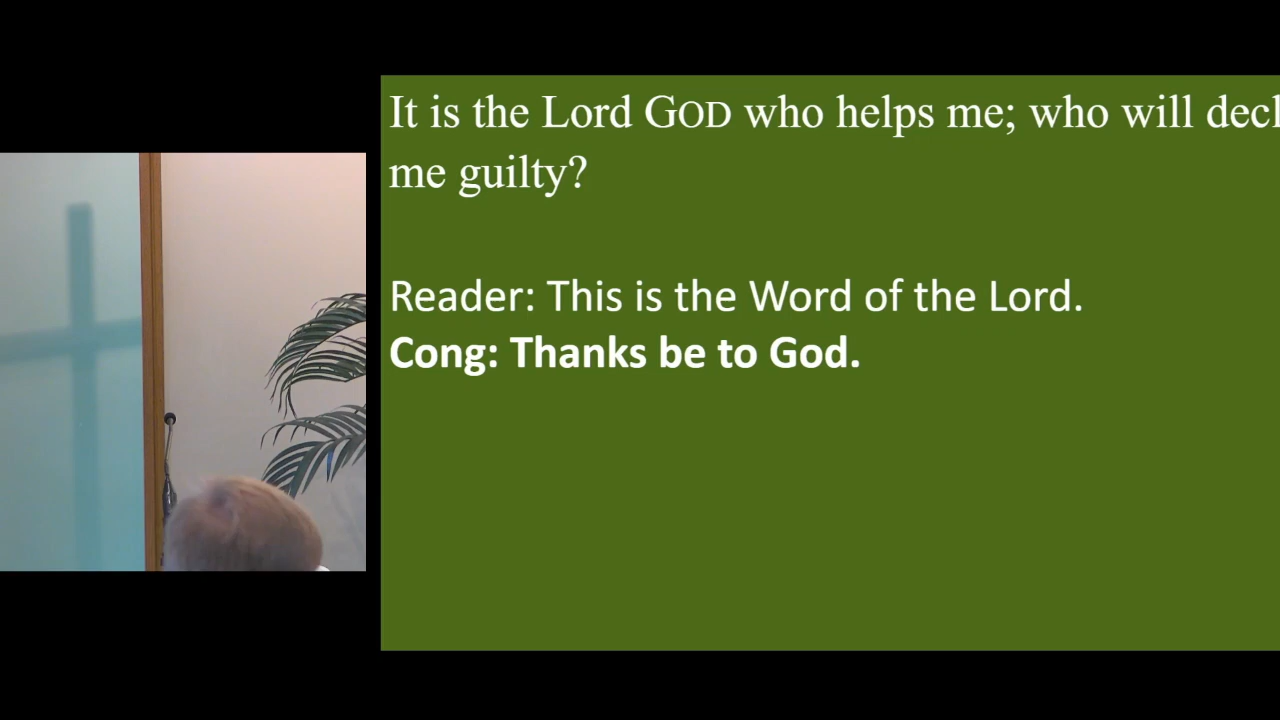 It is the Lord GOD who helps me; who will decl
me guilty?
Reader: This is the Word of the Lord.
Cong: Thanks be to God.